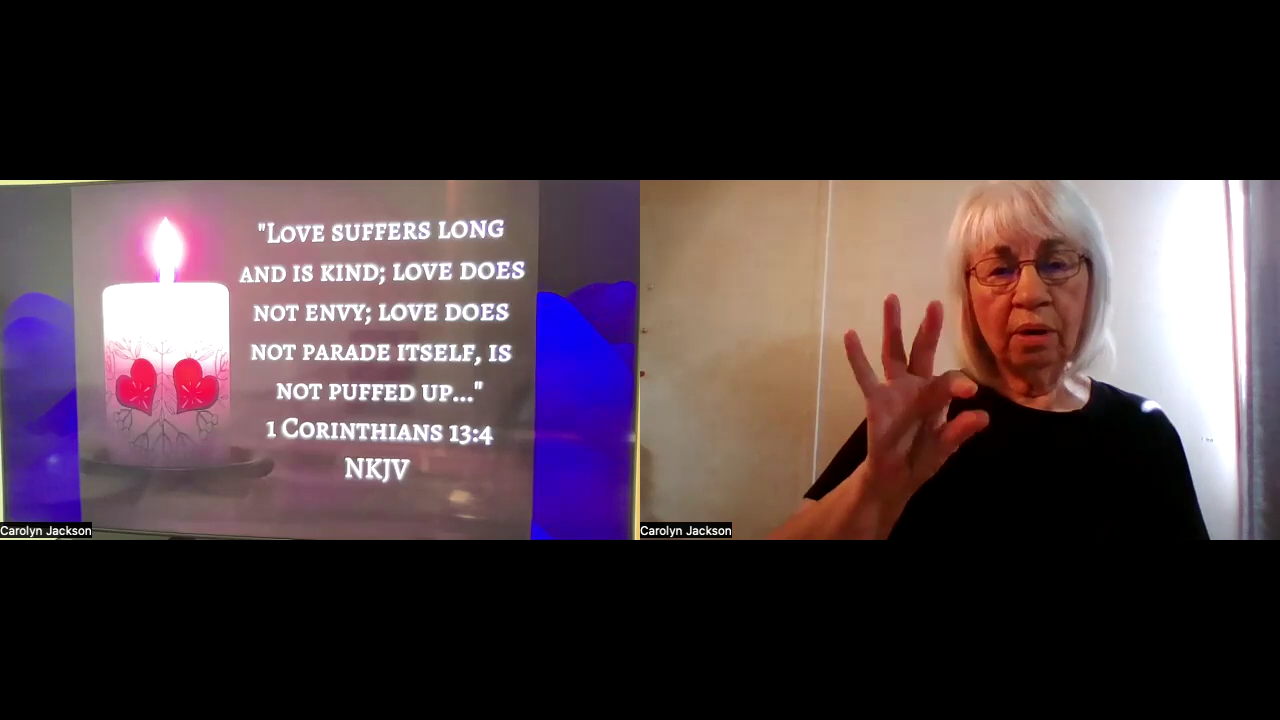 "Love suffers long
and is kind; love does
not envy; love does
not parade itself, is
not puffed up..."
1 Corinthians 13:4
NKJV
Carolyn Jackson
Carolyn Jackson